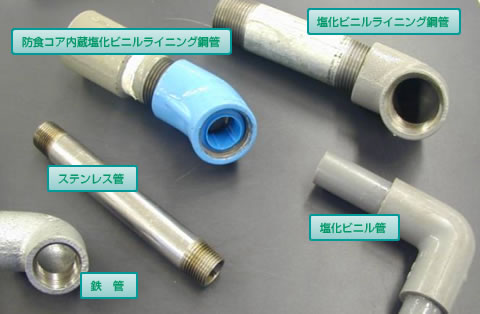 塩化ビニルライニング鋼管
防食コア内蔵塩化ビニルライニング鋼管
ステンレス管
塩化ビニル管
鉄　管